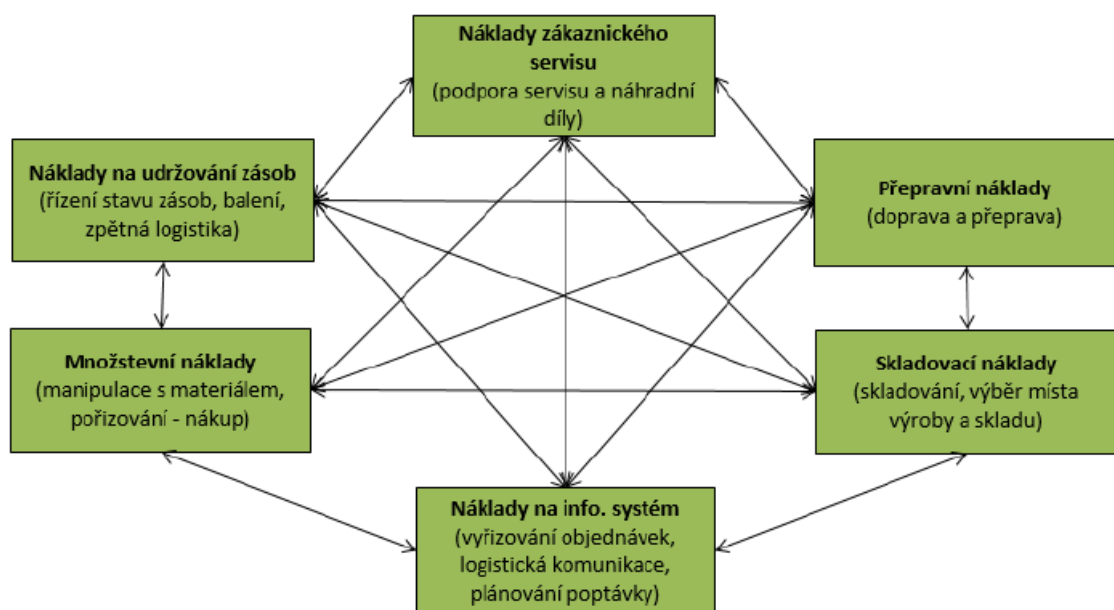 Náklady zákaznického
servisu
(podpora servisu a náhradní
díly)
Náklady na udržování zásob
(řízení stavu zásob, balení,
zpětná logistika)
Přepravní náklady
(doprava a přeprava)
Množstevní náklady
(manipulace s materiálem,
pořizování - nákup)
Skladovací náklady
(skladování, výběr místa
výroby a skladu)
Náklady na info. systém
(vyřizování objednávek,
logistická komunikace,
plánování poptávky)